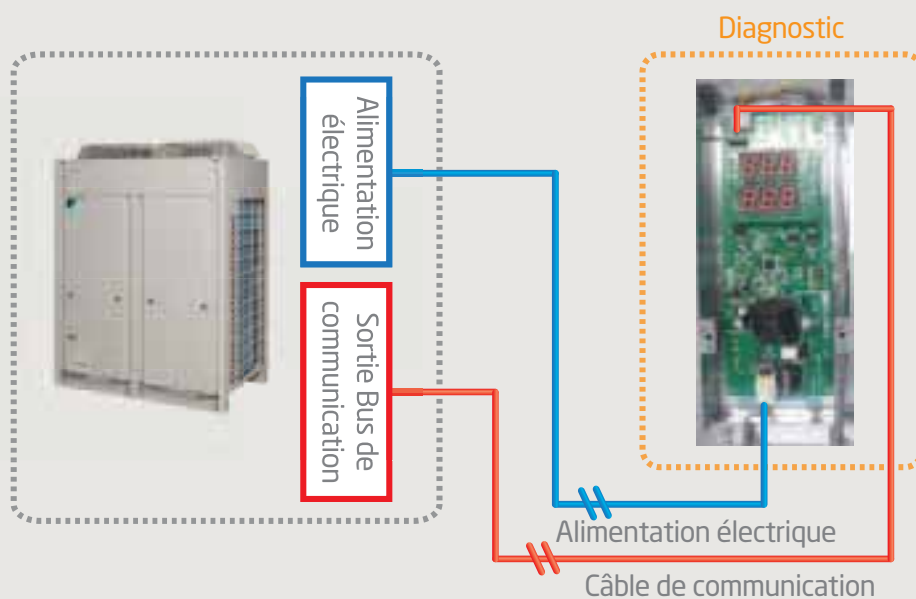 Diagnostic
Alimentation
électrique
Sortie Bus de
communication
Alimentation électrique
Câble de communication